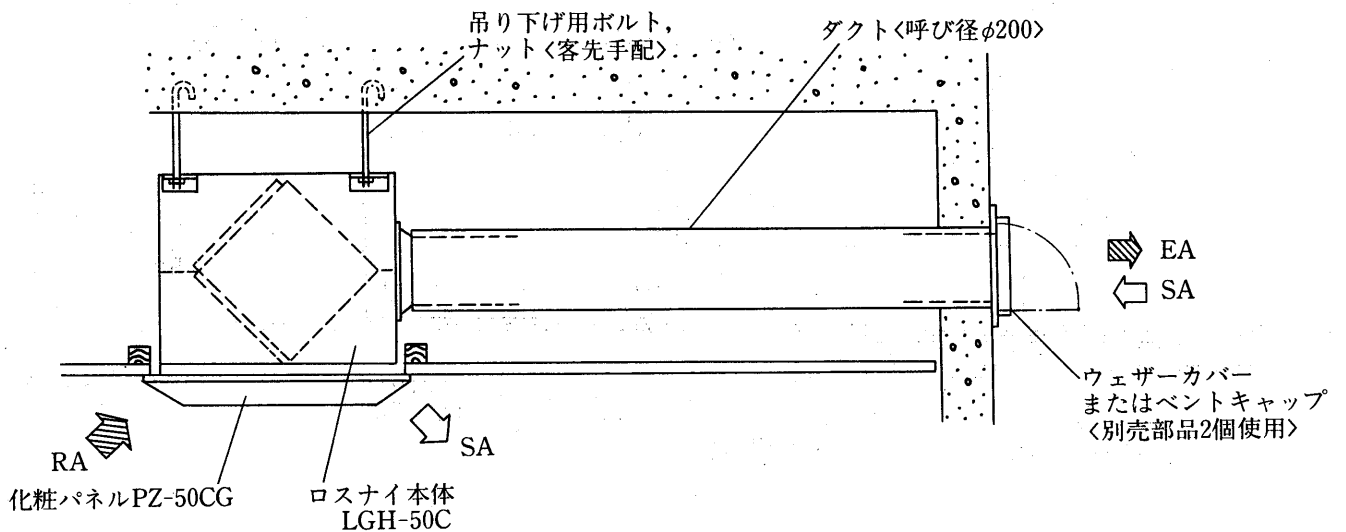 吊り下げ用ボルト，
ナット<客先手配>
ダクト<呼び径φ200>
EA
SA
ウェザーカバー
またはベントキャップ
<別売部品2個使用>
RA
SA
化粧パネルPZ-50CG
ロスナイ本体
LGH-50C